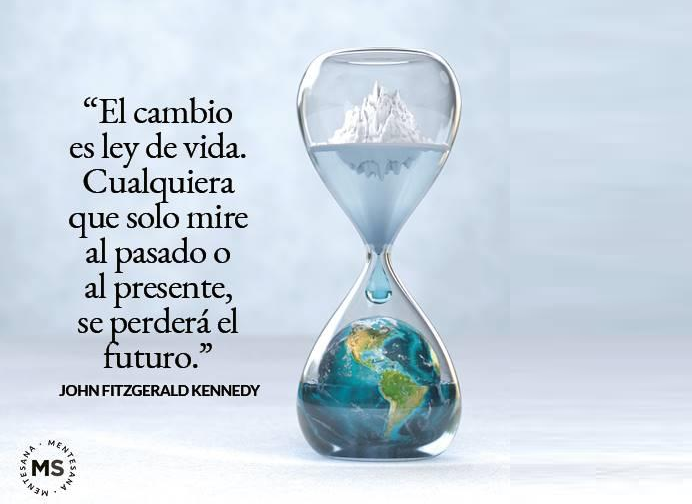 “El cambio
es ley de vida.
Cualquiera
que solo mire
al pasado o
al presente,
se perderá el
futuro.”
JOHN FITZGERALD KENNEDY
MENTESANA · MENTESANA ·
MS